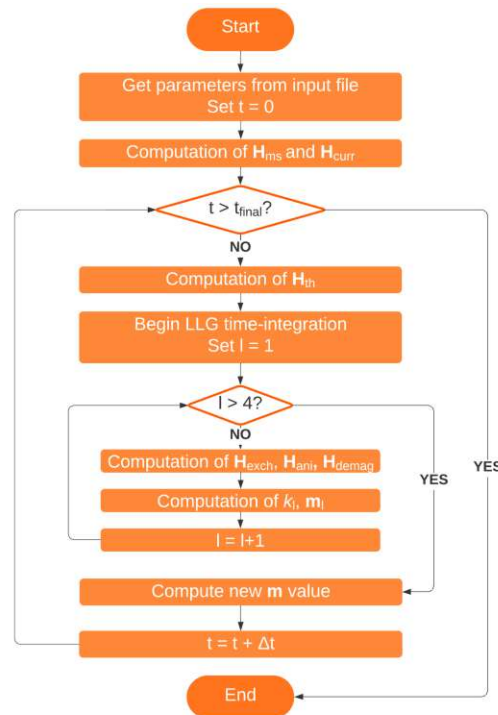 Start
Get parameters from input file
Set t = 0
Computation of Hms and Hcurr
t > tfinal?
NO
Computation of Hth
Begin LLG time-integration
Set l = 1
l > 4?
NO
Computation of Hexch, Hani, Hdemag
YES
YES
Computation of kl, ml
l = l+1
Compute new m value
t = t + Δt
End